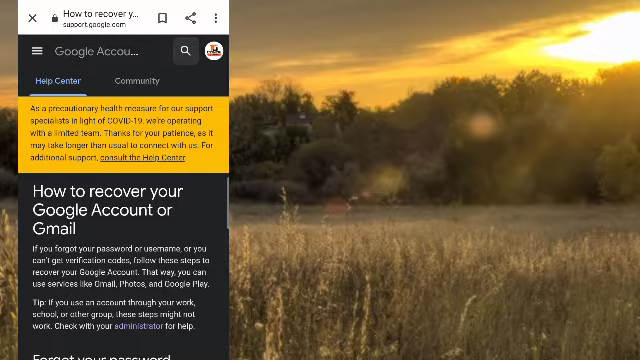 How to recover y...
support.google.com
Google Accou...
Help Center
Community
As a precautionary health measure for our support
specialists in light of COVID-19, we're operating
with a limited team. Thanks for your patience, as it
may take longer than usual to connect with us. For
additional support, consult the Help Center
How to recover your
Google Account or
Gmail
If you forgot your password or username, or you
can't get verification codes, follow these steps to
recover your Google Account. That way, you can
use services like Gmail, Photos, and Google Play.
Tip: If you use an account through your work,
school, or other group, these steps might not
work. Check with your administrator for help.
Forgot your password